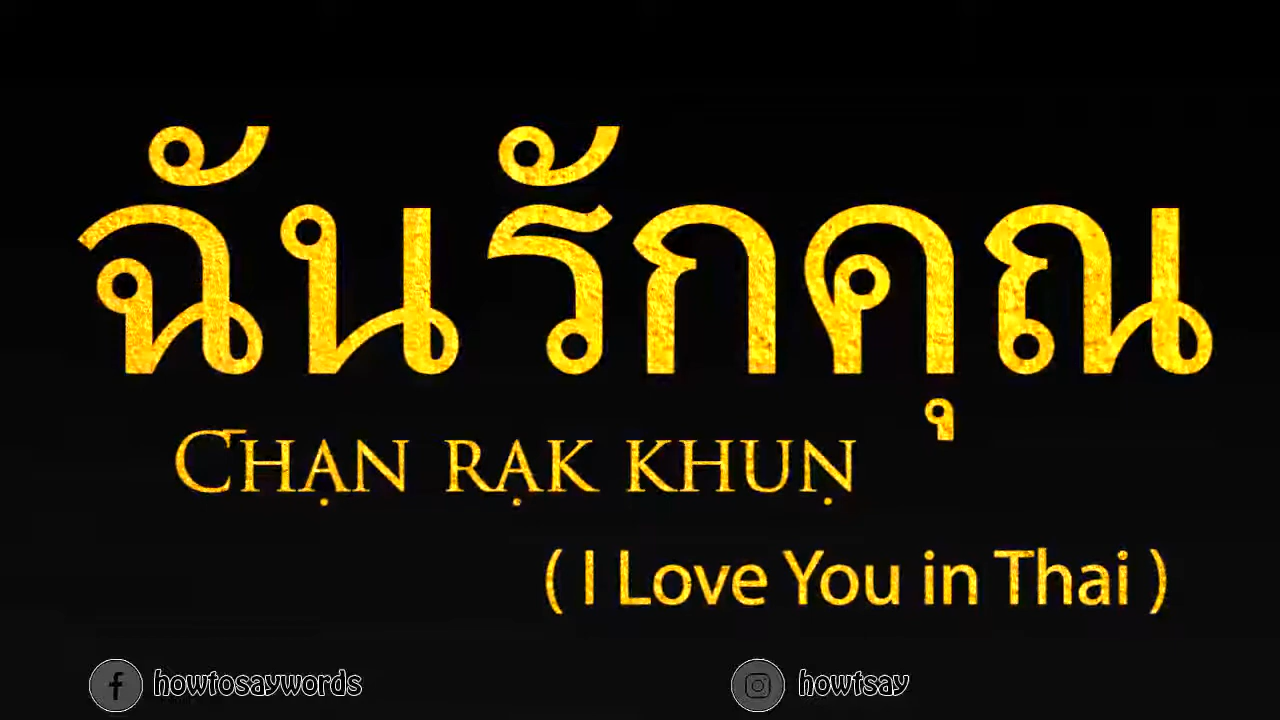 ฉันรักคุณ
CHẠN RẠK KHUṆ
( I Love You in Thai )
howtosaywords
howtsay